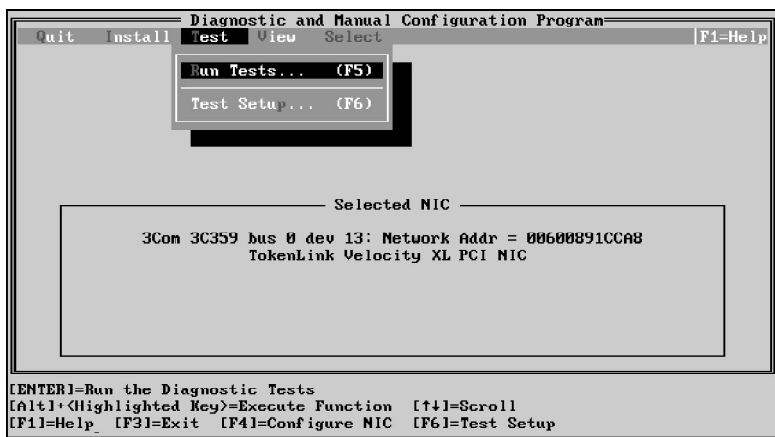 Diagnostic and Manual Configuration Program
Quit Install Test View Select F1=Help
Run Tests... (F5)
Test Setup... (F6)
Selected NIC
3Com 3C359 bus 0 dev 13: Network Addr = 00600891CCA8
TokenLink Velocity XL PCI NIC
[ENTER]=Run the Diagnostic Tests
[Alt]+<Highlighted Key>=Execute Function [↑↓]=Scroll
[F1]=Help [F3]=Exit [F4]=Configure NIC [F6]=Test Setup